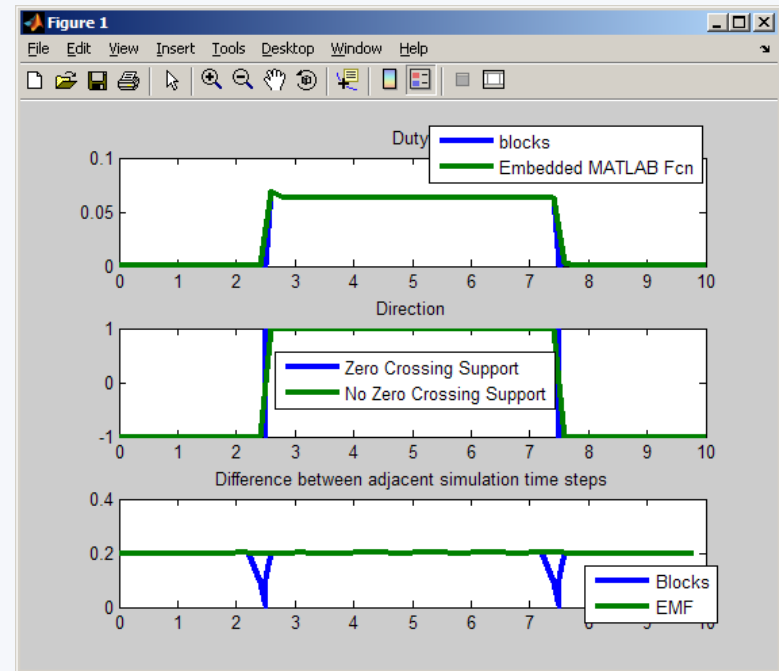 Figure 1
File Edit View Insert Tools Desktop Window Help
Duty
blocks
Embedded MATLAB Fcn
0.1
0.05
0
0 1 2 3 4 5 6 7 8 9 10
Direction
1
0
-1
Zero Crossing Support
No Zero Crossing Support
0 1 2 3 4 5 6 7 8 9 10
Difference between adjacent simulation time steps
0.4
0.2
0
Blocks
EMF
0 1 2 3 4 5 6 7 8 9 10